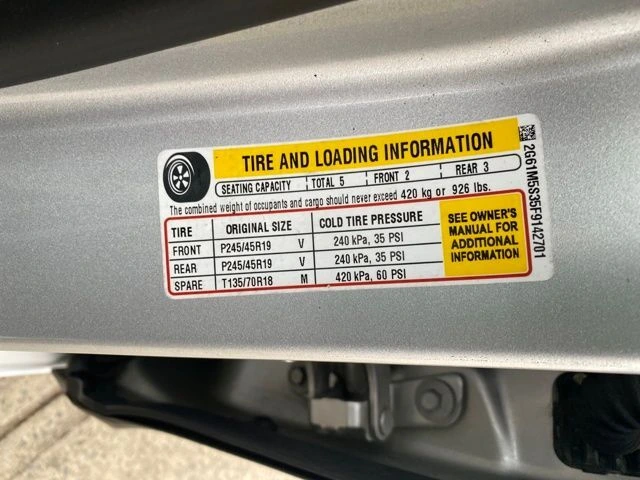 TIRE AND LOADING INFORMATION
SEATING CAPACITY TOTAL 5 FRONT 2 REAR 3
The combined weight of occupants and cargo should never exceed 420 kg or 926 lbs.
TIRE ORIGINAL SIZE COLD TIRE PRESSURE
FRONT P245/45R19 V 240 kPa, 35 PSI
REAR P245/45R19 V 240 kPa, 35 PSI
SPARE T135/70R18 M 420 kPa, 60 PSI
SEE OWNER'S
MANUAL FOR
ADDITIONAL
INFORMATION
2G61M5S35F9142701